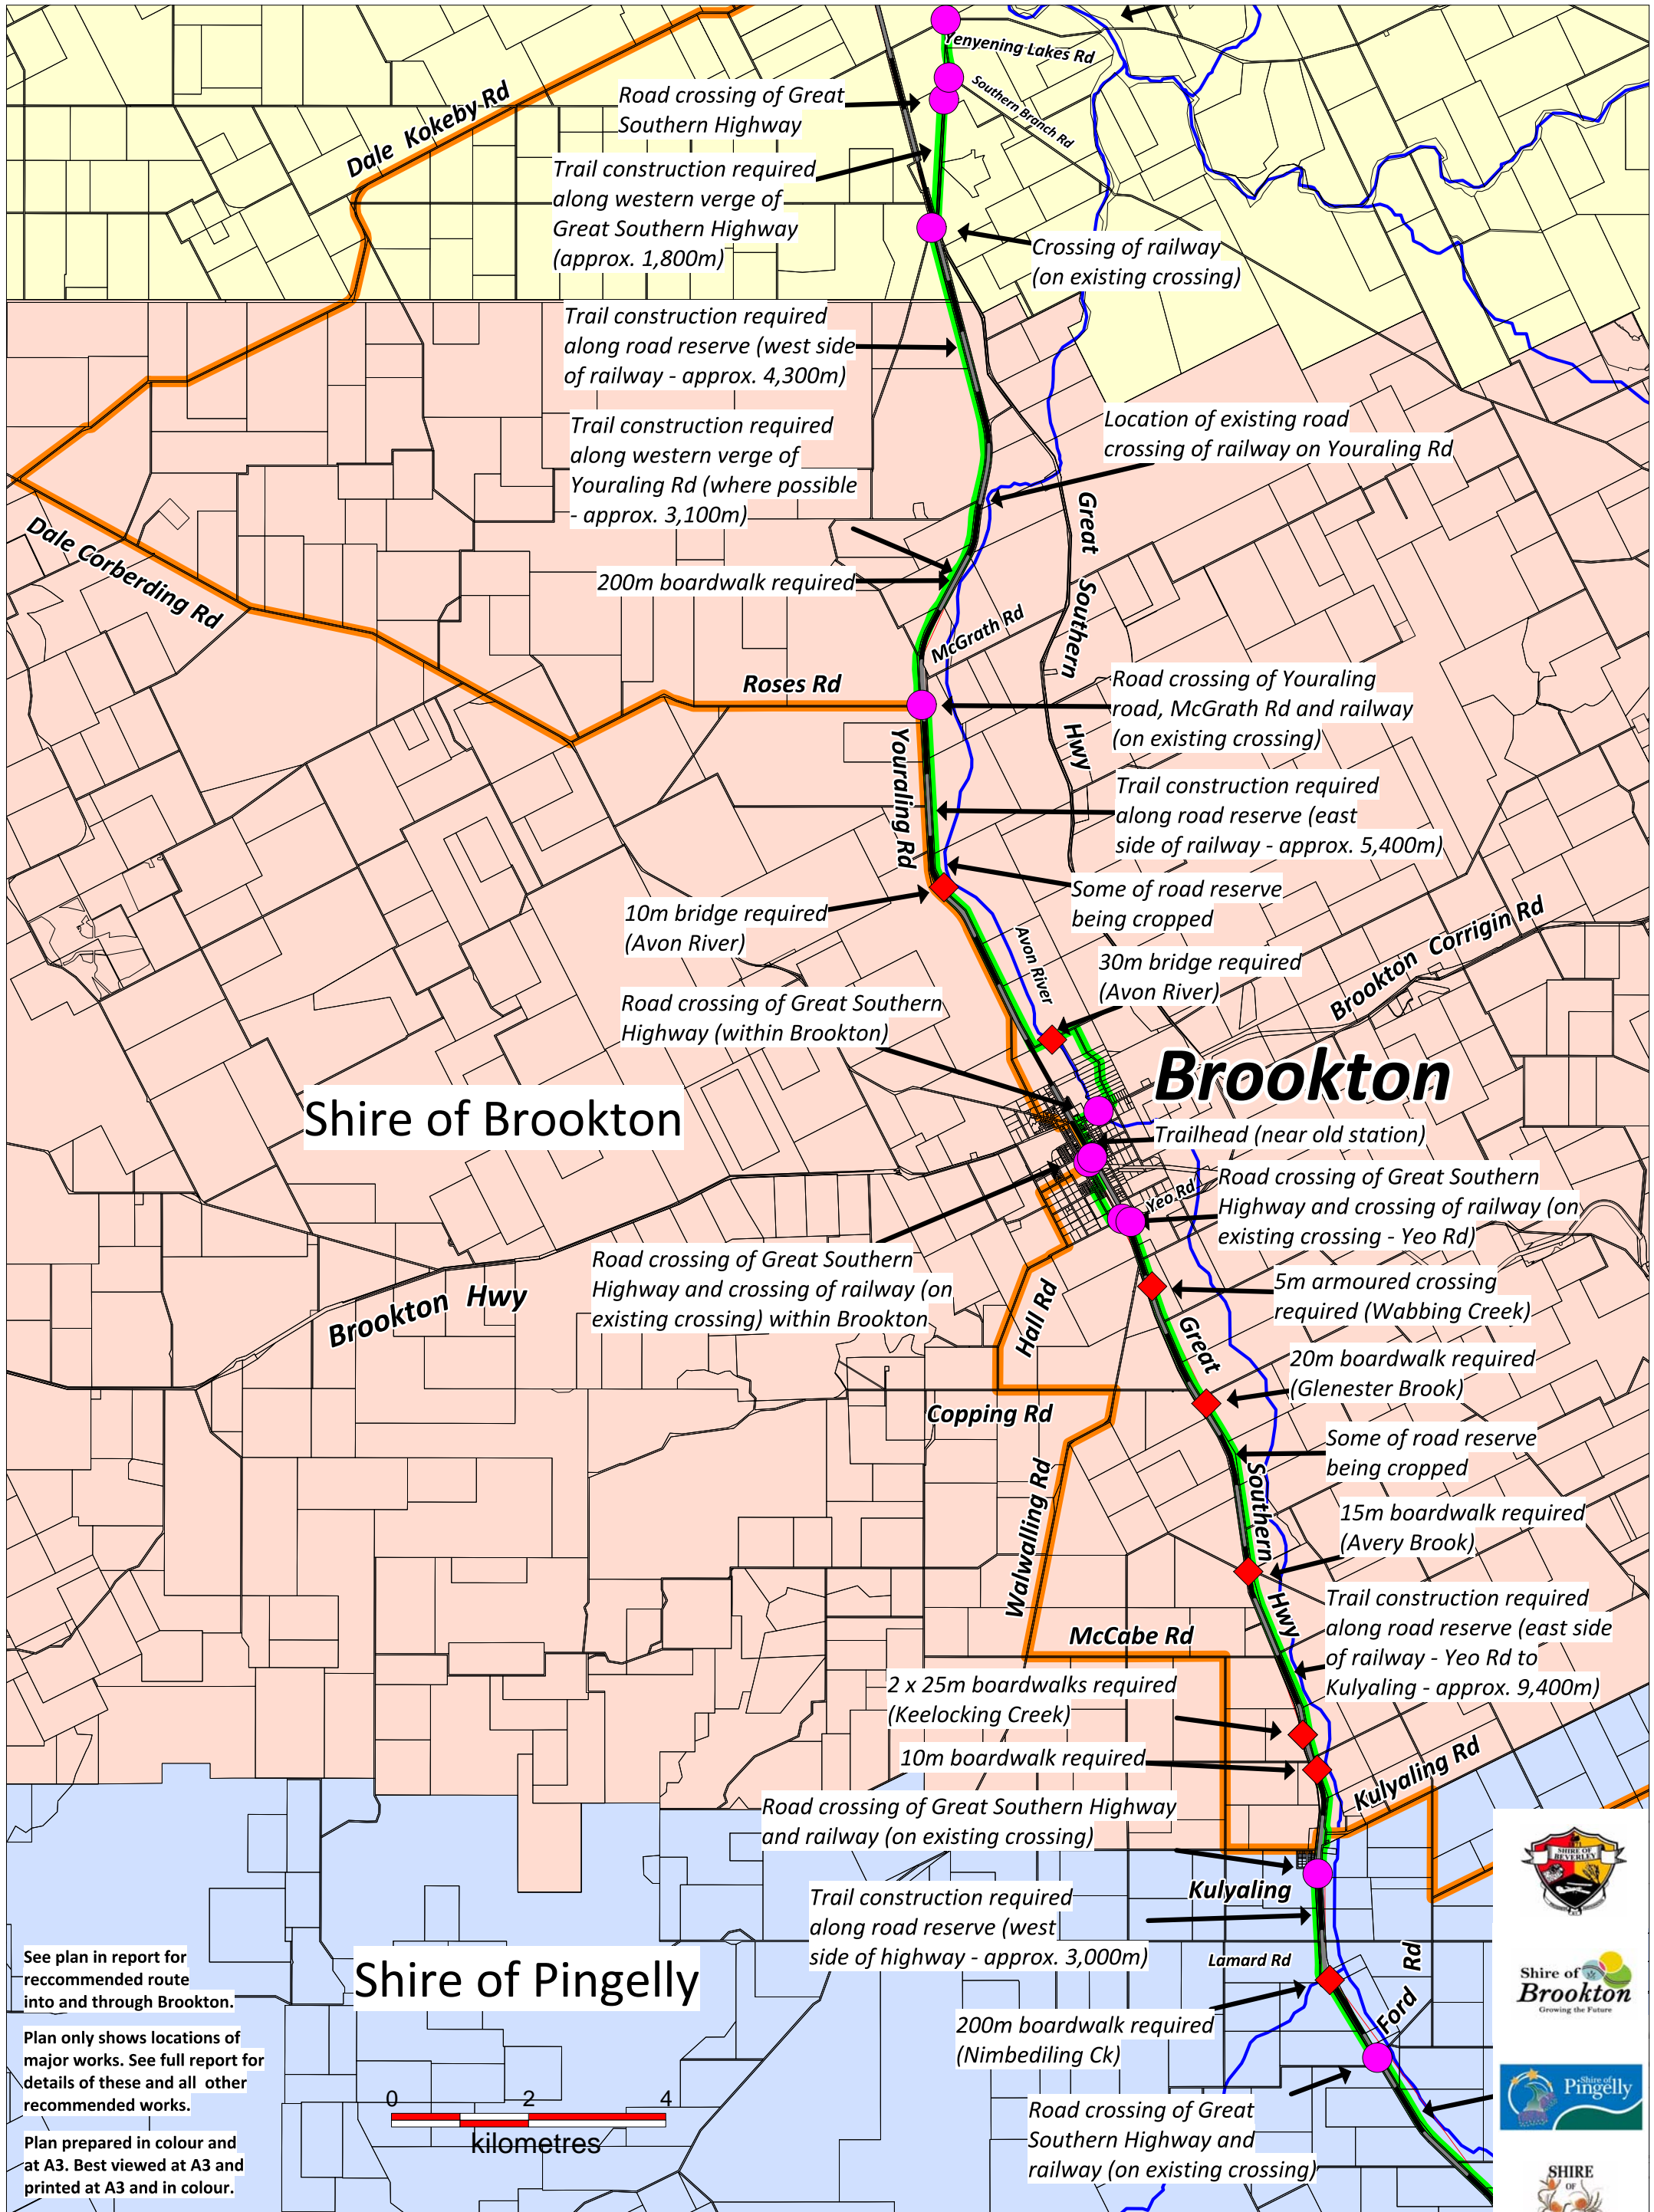 Yenyening Lakes Rd
Southern Branch Rd
Road crossing of Great
Southern Highway
Dale Kokeby Rd
Trail construction required
along western verge of
Great Southern Highway
(approx. 1,800m)
Crossing of railway
(on existing crossing)
Trail construction required
along road reserve (west side
of railway - approx. 4,300m)
Trail construction required
along western verge of
Youraling Rd (where possible
- approx. 3,100m)
Location of existing road
crossing of railway on Youraling Rd
Great Southern Hwy
Dale Corberding Rd
200m boardwalk required
McGrath Rd
Roses Rd
Road crossing of Youraling
road, McGrath Rd and railway
(on existing crossing)
Youraling Rd
Trail construction required
along road reserve (east
side of railway - approx. 5,400m)
Some of road reserve
being cropped
10m bridge required
(Avon River)
Avon River
30m bridge required
(Avon River)
Brookton Corrigin Rd
Road crossing of Great Southern
Highway (within Brookton)
Brookton
Shire of Brookton
Trailhead (near old station)
Yeo Rd
Road crossing of Great Southern
Highway and crossing of railway (on
existing crossing - Yeo Rd)
Road crossing of Great Southern
Highway and crossing of railway (on
existing crossing) within Brookton
Brookton Hwy
Hall Rd
5m armoured crossing
required (Wabbing Creek)
Great Southern Hwy
20m boardwalk required
(Glenester Brook)
Copping Rd
Some of road reserve
being cropped
Walwalling Rd
15m boardwalk required
(Avery Brook)
Trail construction required
along road reserve (east side
of railway - Yeo Rd to
Kulyaling - approx. 9,400m)
McCabe Rd
2 x 25m boardwalks required
(Keelocking Creek)
10m boardwalk required
Kulyaling Rd
Road crossing of Great Southern Highway
and railway (on existing crossing)
Kulyaling
Trail construction required
along road reserve (west
side of highway - approx. 3,000m)
Lamard Rd
Ford Rd
200m boardwalk required
(Nimbediling Ck)
Road crossing of Great
Southern Highway and
railway (on existing crossing)
Shire of Pingelly
See plan in report for
reccommended route
into and through Brookton.
Plan only shows locations of
major works. See full report for
details of these and all other
recommended works.
Plan prepared in colour and
at A3. Best viewed at A3 and
printed at A3 and in colour.
0 2 4
kilometres
SHIRE OF
BEVERLEY
Shire of
Brookton
Growing the Future
Shire of
Pingelly
SHIRE
OF